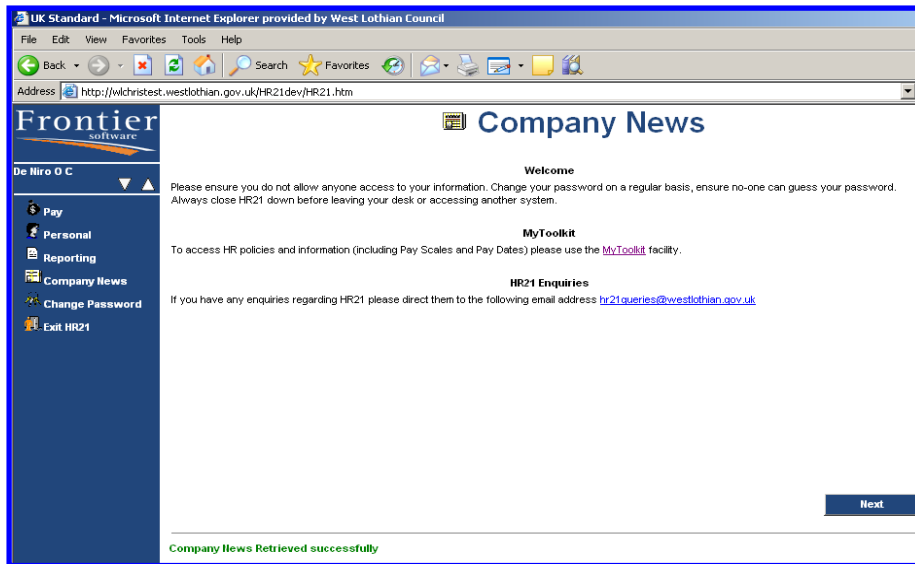 UK Standard - Microsoft Internet Explorer provided by West Lothian Council
File Edit View Favorites Tools Help
Back Search Favorites
Address http://wlchristest.westlothian.gov.uk/HR21dev/HR21.htm
Frontier
software
De Niro O C
Pay
Personal
Reporting
Company News
Change Password
Exit HR21
Company News
Welcome
Please ensure you do not allow anyone access to your information. Change your password on a regular basis, ensure no-one can guess your password.
Always close HR21 down before leaving your desk or accessing another system.
MyToolkit
To access HR policies and information (including Pay Scales and Pay Dates) please use the MyToolkit facility.
HR21 Enquiries
If you have any enquiries regarding HR21 please direct them to the following email address hr21queries@westlothian.gov.uk
Next
Company News Retrieved successfully